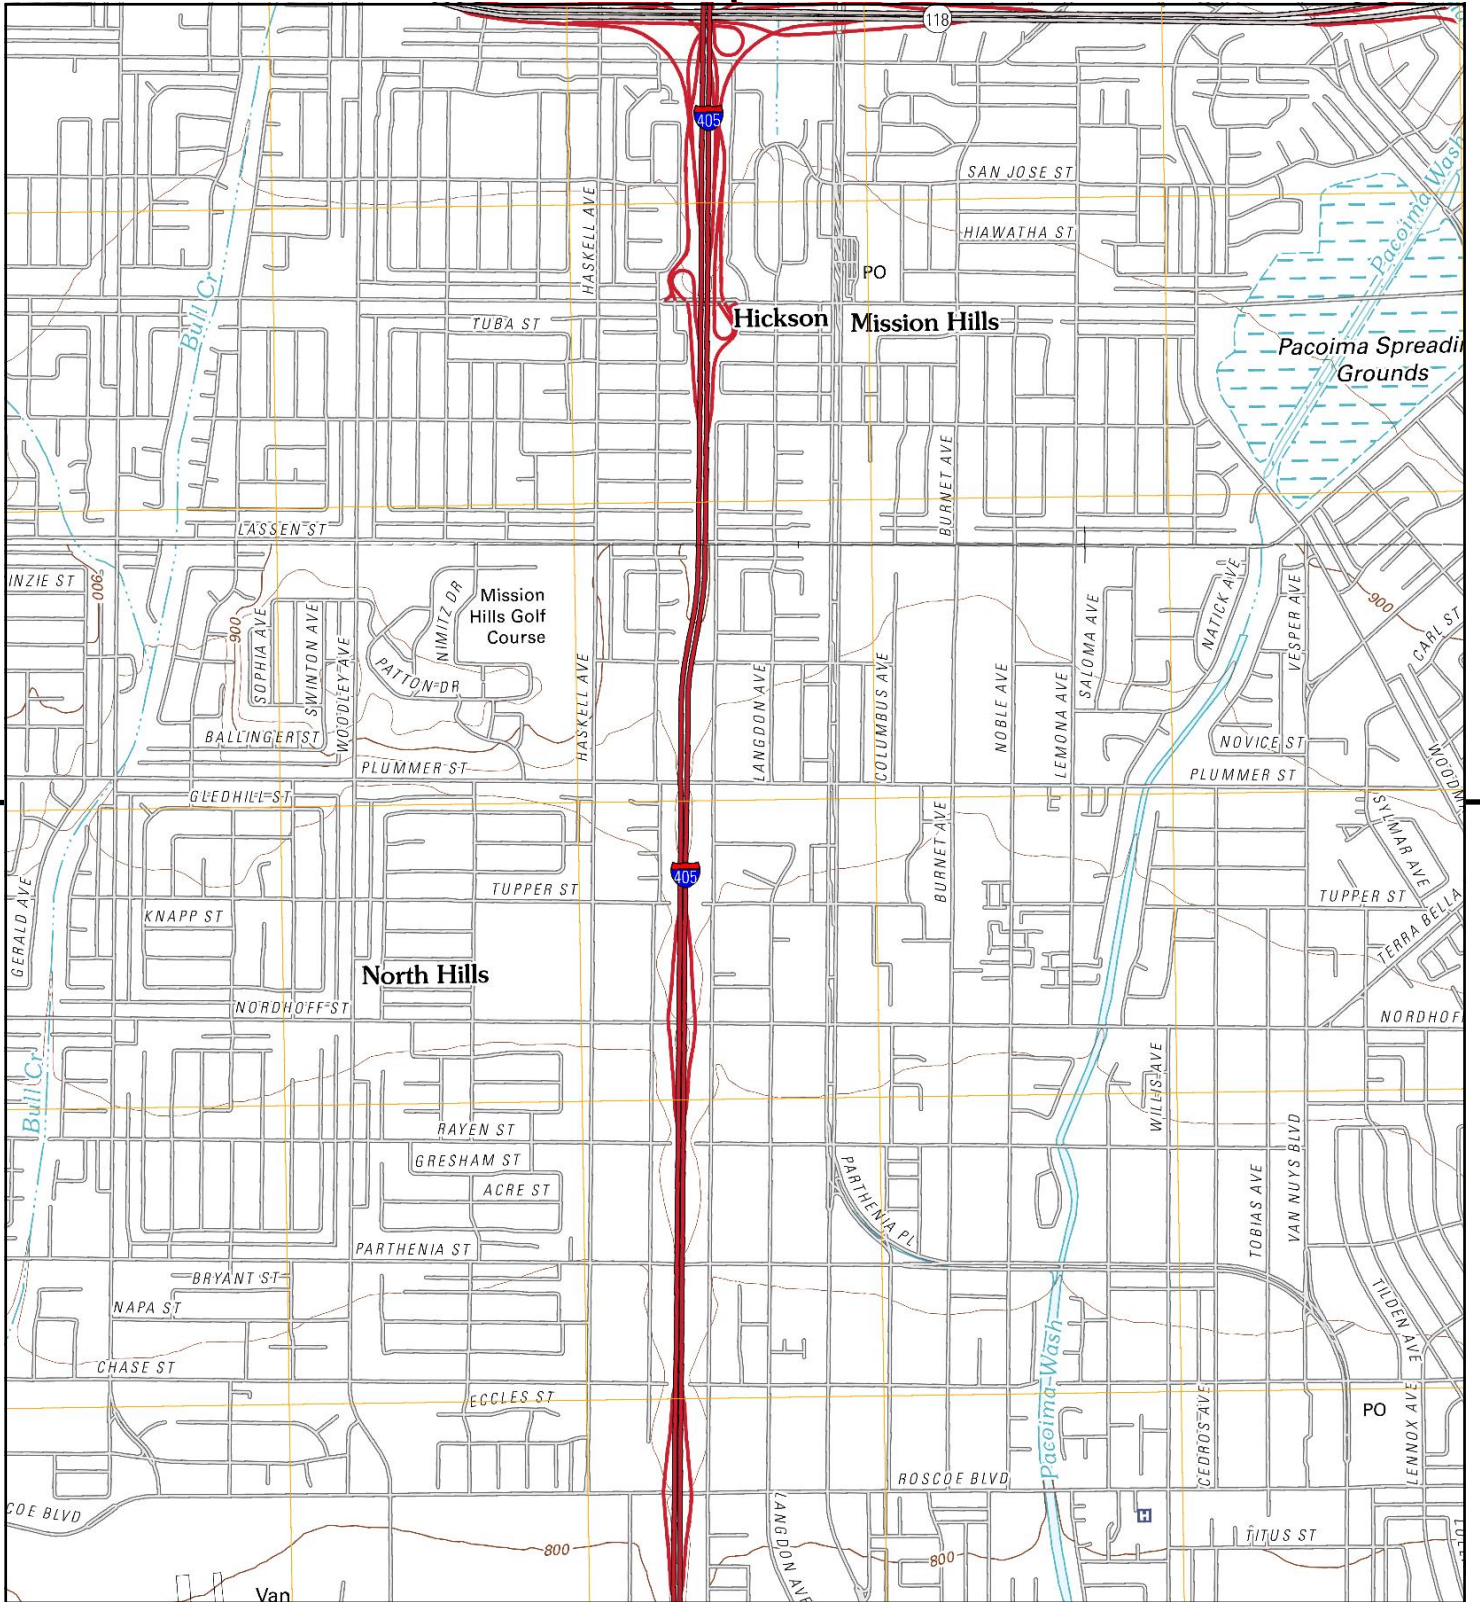 118
405
SAN JOSE ST
Pacoima Wash
HASKELL AVE
HIAWATHA ST
PO
Bull Cr
TUBA ST
Hickson
Mission Hills
Pacoima Spreadi
Grounds
BURNET AVE
LASSEN ST
INZIE ST
900
Mission
Hills Golf
Course
NIMITZ DR
900
SOPHIA AVE
SWINTON AVE
WOODLEY AVE
PATTON DR
HASKELL AVE
LANGDON AVE
COLUMBUS AVE
NOBLE AVE
LEMONA AVE
SALOMA AVE
NATICK AVE
VESPER AVE
900
CARL ST
BALLINGER ST
NOVICE ST
WOODM
PLUMMER ST
PLUMMER ST
GLEDHILL ST
SYLMAR AVE
BURNET AVE
405
TUPPER ST
TUPPER ST
GERALD AVE
KNAPP ST
TERRA BELLA
North Hills
NORDHOFF ST
NORDHOF
WILLIS AVE
Bull Cr
RAYEN ST
GRESHAM ST
ACRE ST
PARTHENIA PL
TOBIAS AVE
VAN NUYS BLVD
PARTHENIA ST
BRYANT ST
NAPA ST
TILDEN AVE
CHASE ST
Pacoima Wash
ECCLES ST
CEDROS AVE
PO
LENNOX AVE
ROSCOE BLVD
COE BLVD
H
LANGDON AVE
TITUS ST
800
800
Van